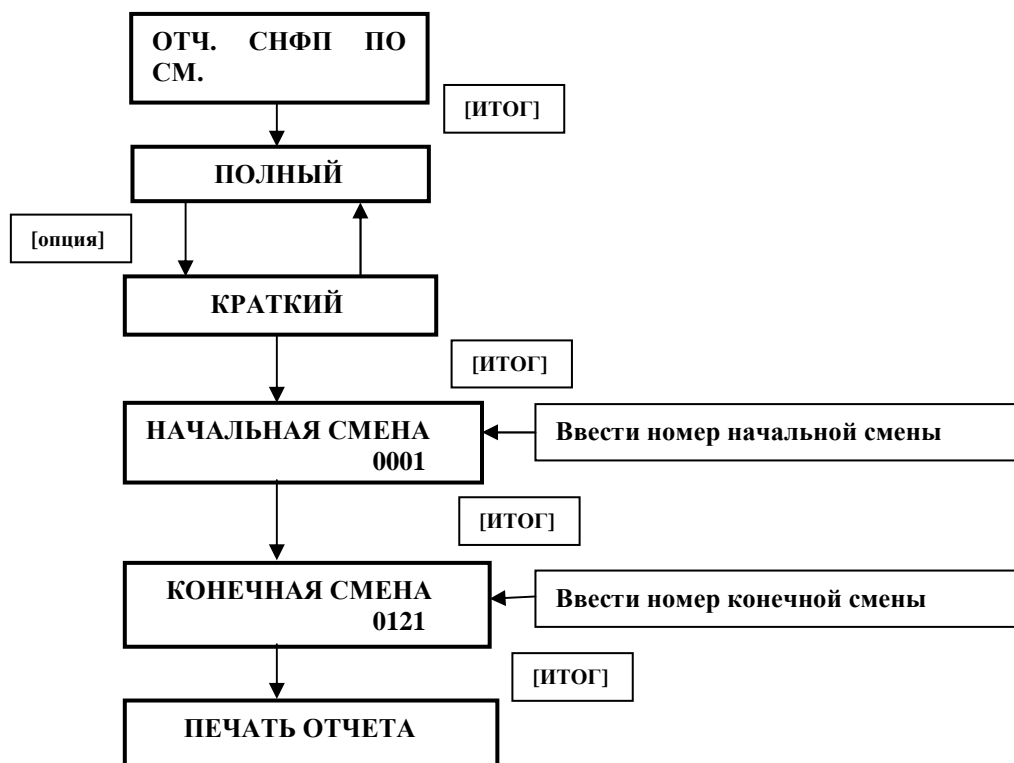 ОТЧ. СНФП ПО
СМ.
[ИТОГ]
ПОЛНЫЙ
[опция]
КРАТКИЙ
[ИТОГ]
НАЧАЛЬНАЯ СМЕНА
0001
Ввести номер начальной смены
[ИТОГ]
КОНЕЧНАЯ СМЕНА
0121
Ввести номер конечной смены
[ИТОГ]
ПЕЧАТЬ ОТЧЕТА